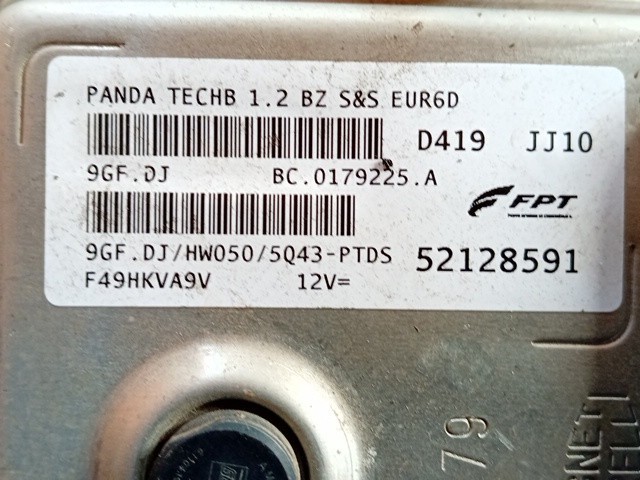 PANDA TECHB 1.2 BZ S&S EUR6D
D419 JJ10
9GF.DJ BC.0179225.A
FPT
9GF.DJ/HW050/5Q43-PTDS 52128591
F49HKVA9V 12V=
79